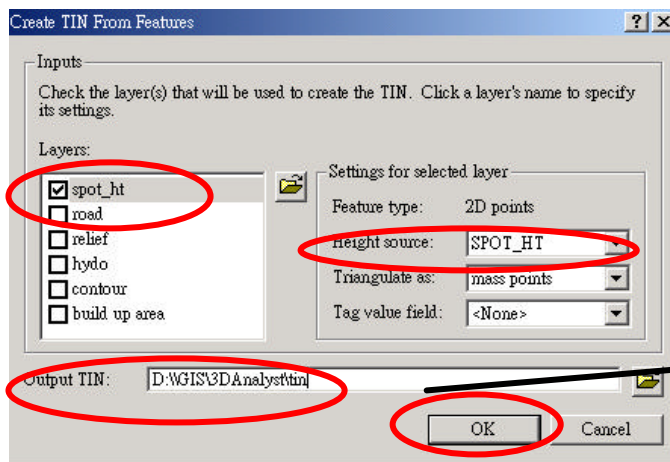 Create TIN From Features
Inputs
Check the layer(s) that will be used to create the TIN. Click a layer's name to specify
its settings.
Layers:
spot_ht
road
relief
hydo
contour
build up area
Settings for selected layer
Feature type: 2D points
Height source: SPOT_HT
Triangulate as: mass points
Tag value field: <None>
Output TIN: D:\WGIS\3DAnalyst\tin
OK Cancel